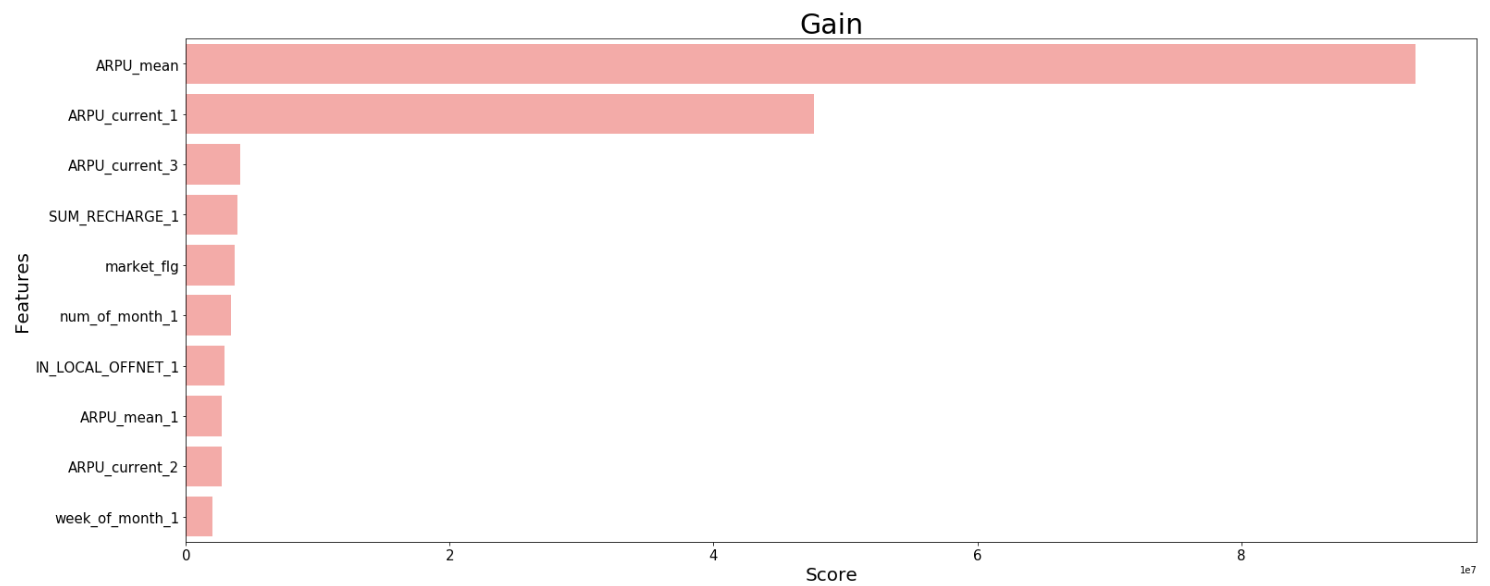 Gain
ARPU_mean
ARPU_current_1
ARPU_current_3
SUM_RECHARGE_1
market_flg
num_of_month_1
IN_LOCAL_OFFNET_1
ARPU_mean_1
ARPU_current_2
week_of_month_1
Features
0 2 4 6 8
1e7
Score